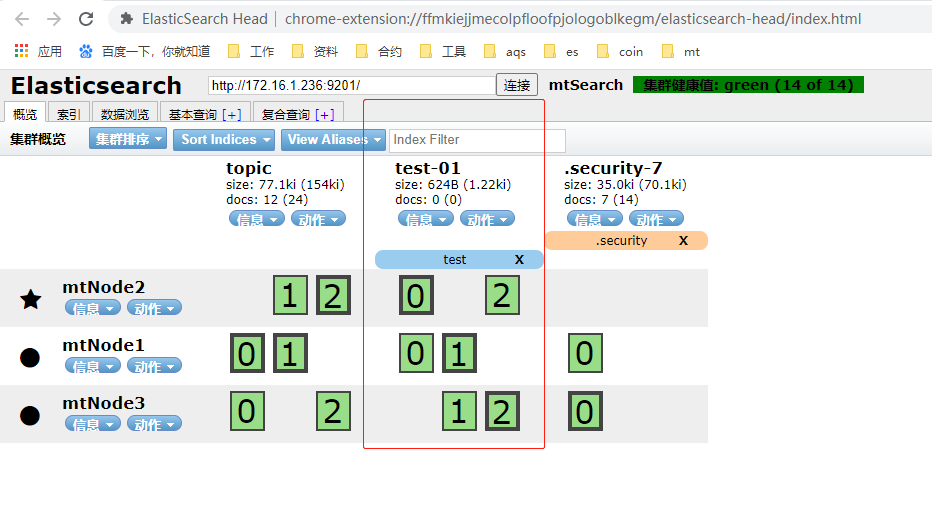 ElasticSearch Head | chrome-extension://ffmkiejjmecolpfloofpjologoblkegm/elasticsearch-head/index.html
应用 百度一下，你就知道 工作 资料 合约 工具 aqs es coin mt
Elasticsearch http://172.16.1.236:9201/ 连接 mtSearch 集群健康值: green (14 of 14)
概览 索引 数据浏览 基本查询 [+] 复合查询 [+]
集群概览 集群排序 Sort Indices View Aliases Index Filter
topic test-01 .security-7
size: 77.1ki (154ki) size: 624B (1.22ki) size: 35.0ki (70.1ki)
docs: 12 (24) docs: 0 (0) docs: 7 (14)
信息 动作 信息 动作 信息 动作
.security X
test X
mtNode2 1 2 0 2
信息 动作
mtNode1 0 1 0 1 0
信息 动作
mtNode3 0 2 1 2 0
信息 动作